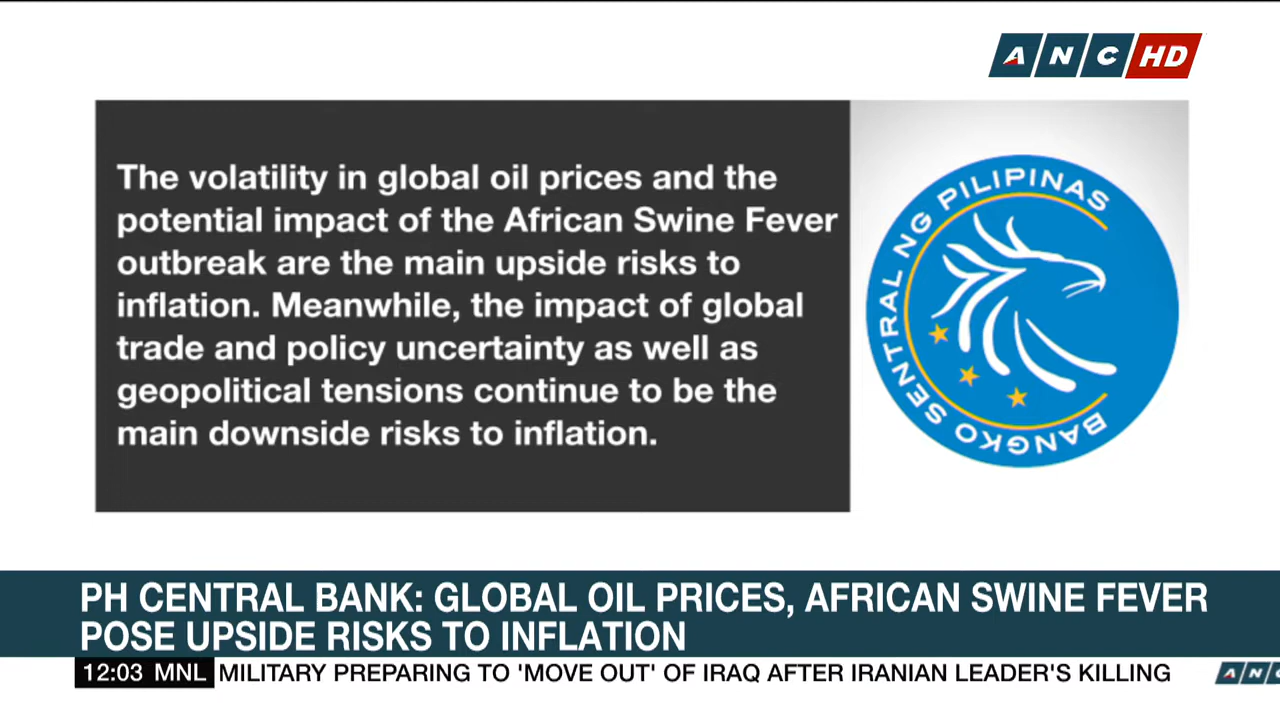 ANC HD
The volatility in global oil prices and the
potential impact of the African Swine Fever
outbreak are the main upside risks to
inflation. Meanwhile, the impact of global
trade and policy uncertainty as well as
geopolitical tensions continue to be the
main downside risks to inflation.
BANGKO SENTRAL NG PILIPINAS
PH CENTRAL BANK: GLOBAL OIL PRICES, AFRICAN SWINE FEVER
POSE UPSIDE RISKS TO INFLATION
12:03 MNL MILITARY PREPARING TO 'MOVE OUT' OF IRAQ AFTER IRANIAN LEADER'S KILLING ANC